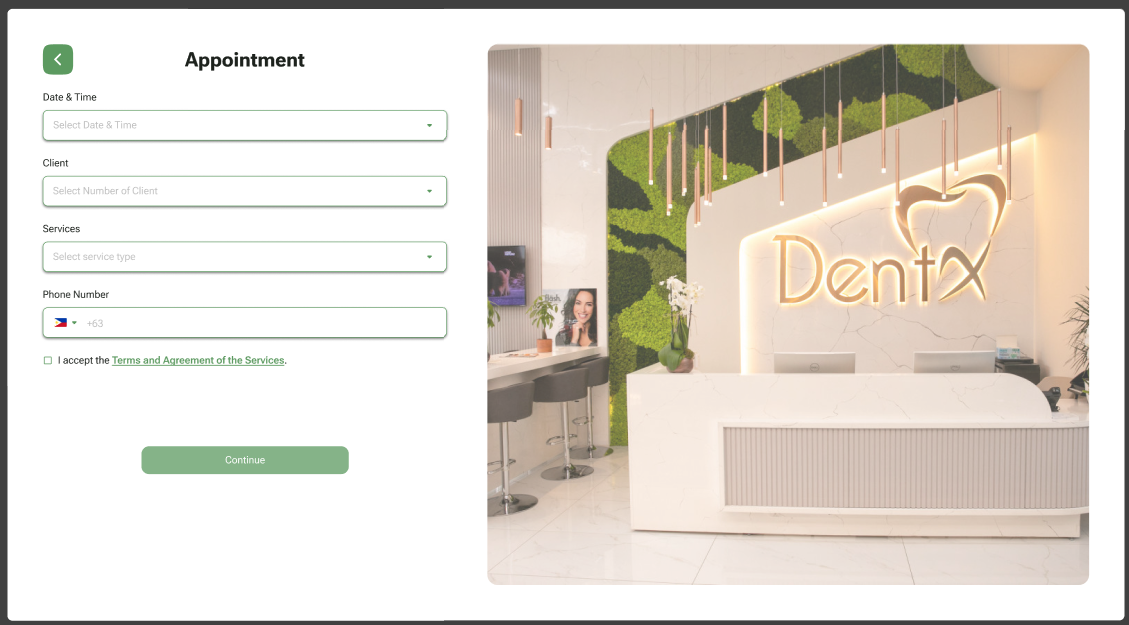 Appointment
Date & Time
Select Date & Time
Client
Select Number of Client
Services
Select service type
Phone Number
+63
I accept the Terms and Agreement of the Services.
Continue
DentX